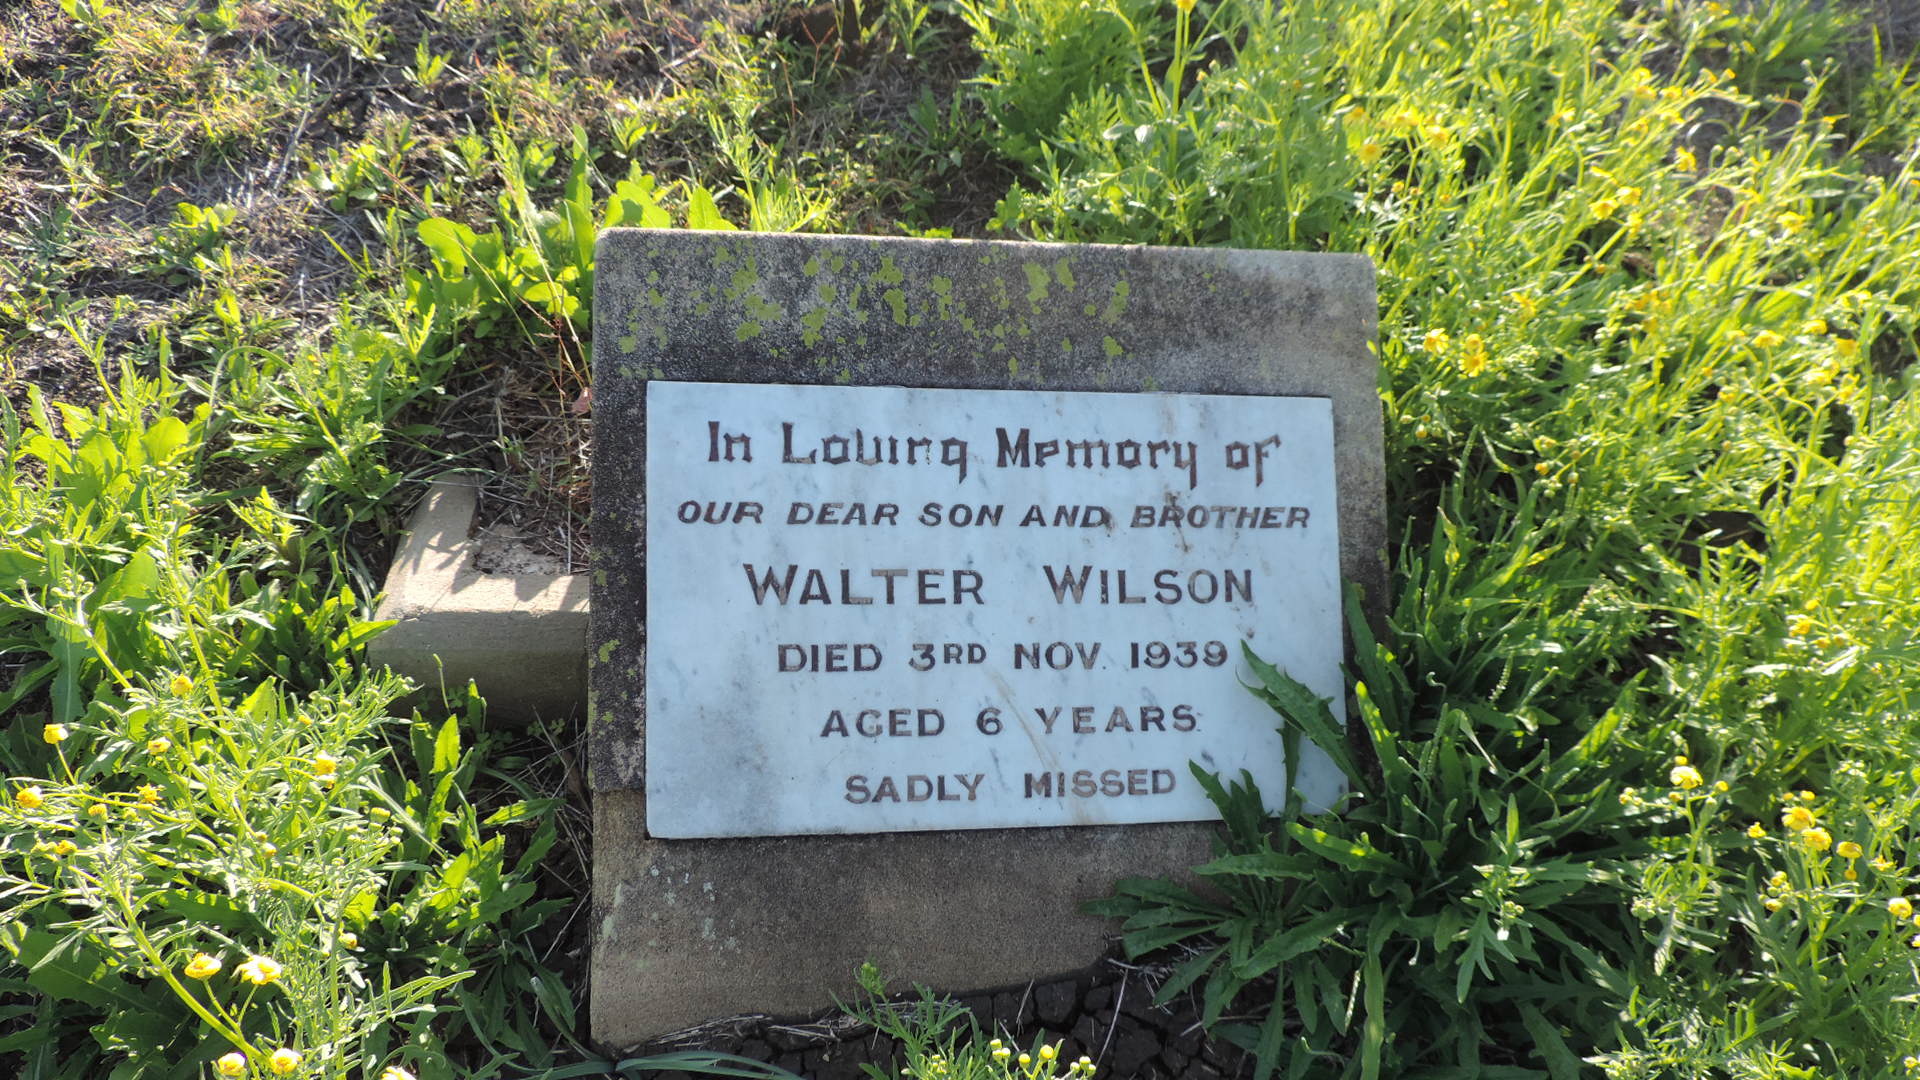 In Loving Memory of
OUR DEAR SON AND BROTHER
WALTER WILSON
DIED 3RD NOV. 1939
AGED 6 YEARS
SADLY MISSED